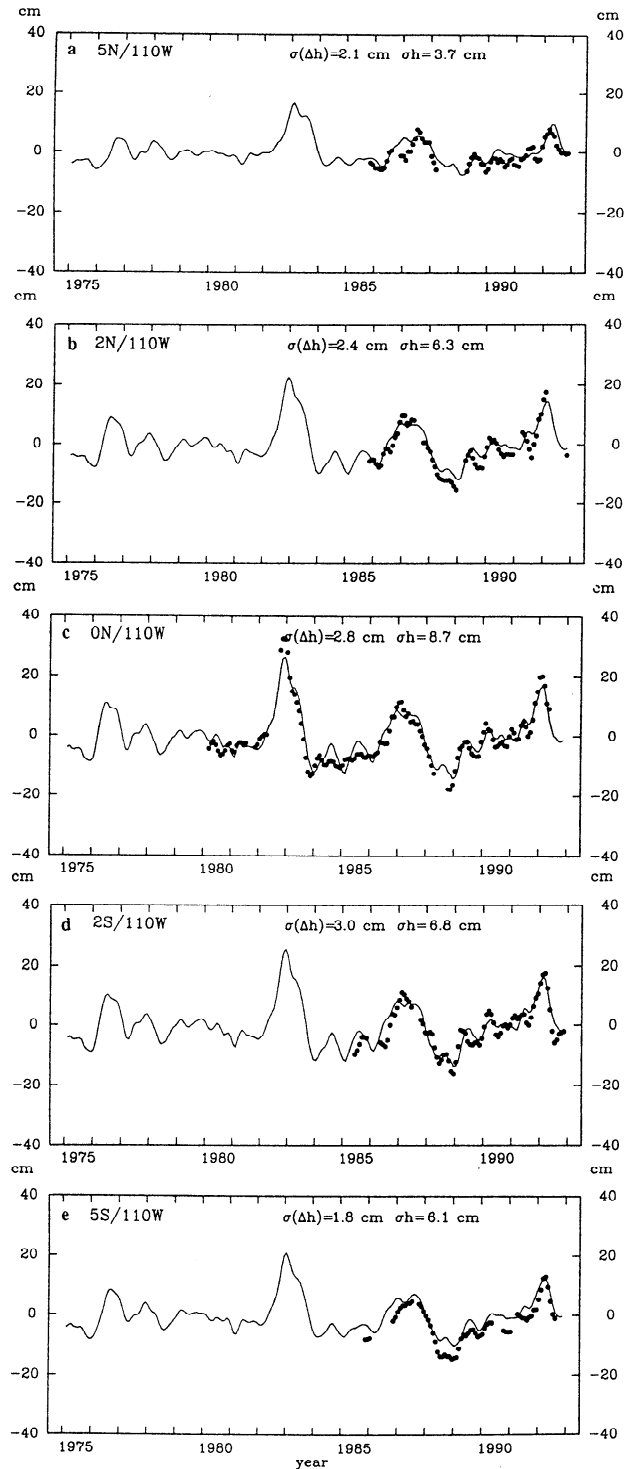 cm cm
40 40
a 5N/110W σ(Δh)=2.1 cm σh=3.7 cm
20 20
0 0
−20 −20
−40 −40
1975 1980 1985 1990
cm cm
40 40
b 2N/110W σ(Δh)=2.4 cm σh=6.3 cm
20 20
0 0
−20 −20
−40 −40
1975 1980 1985 1990
cm cm
40 40
c 0N/110W σ(Δh)=2.8 cm σh=8.7 cm
20 20
0 0
−20 −20
−40 −40
1975 1980 1985 1990
cm cm
40 40
d 2S/110W σ(Δh)=3.0 cm σh=6.8 cm
20 20
0 0
−20 −20
−40 −40
1975 1980 1985 1990
cm cm
40 40
e 5S/110W σ(Δh)=1.8 cm σh=6.1 cm
20 20
0 0
−20 −20
−40 −40
1975 1980 1985 1990
year